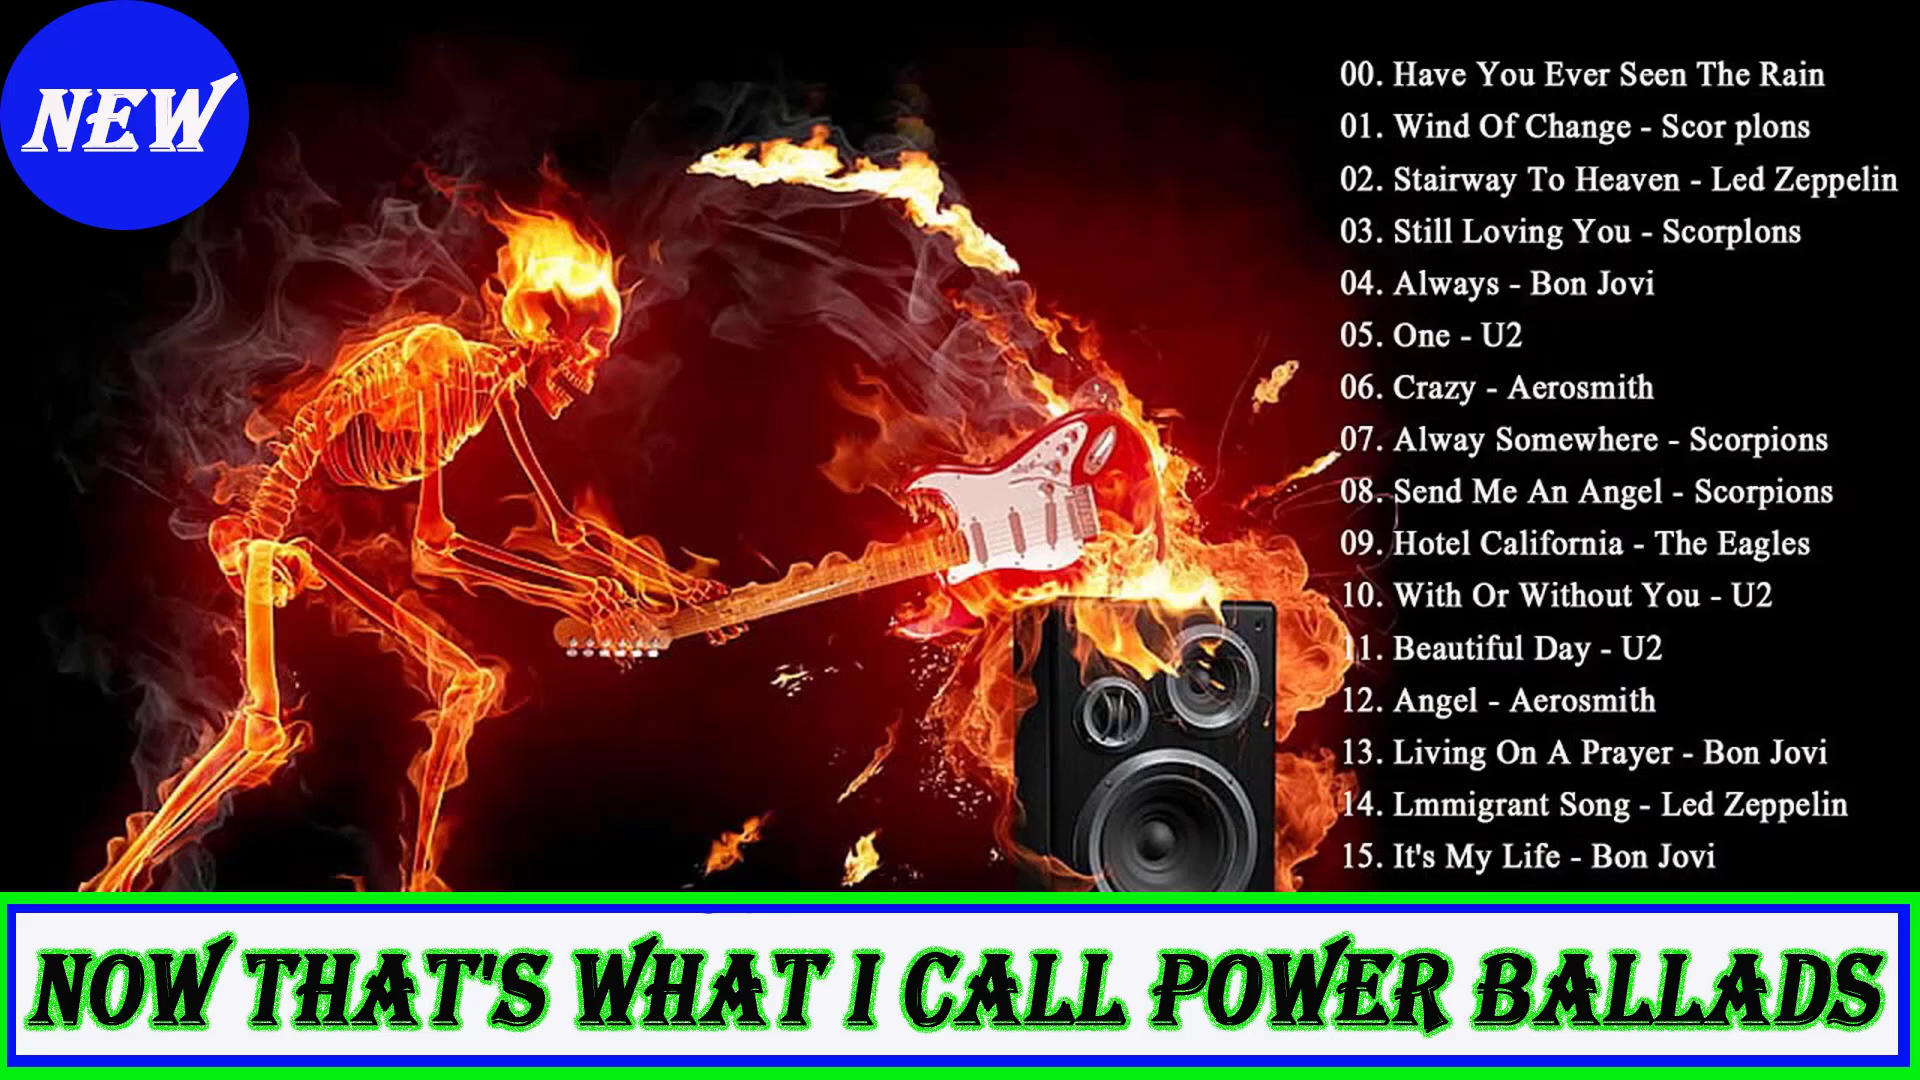 NEW
00. Have You Ever Seen The Rain
01. Wind Of Change - Scor plons
02. Stairway To Heaven - Led Zeppelin
03. Still Loving You - Scorplons
04. Always - Bon Jovi
05. One - U2
06. Crazy - Aerosmith
07. Alway Somewhere - Scorpions
08. Send Me An Angel - Scorpions
09. Hotel California - The Eagles
10. With Or Without You - U2
11. Beautiful Day - U2
12. Angel - Aerosmith
13. Living On A Prayer - Bon Jovi
14. Lmmigrant Song - Led Zeppelin
15. It's My Life - Bon Jovi
NOW THAT'S WHAT I CALL POWER BALLADS